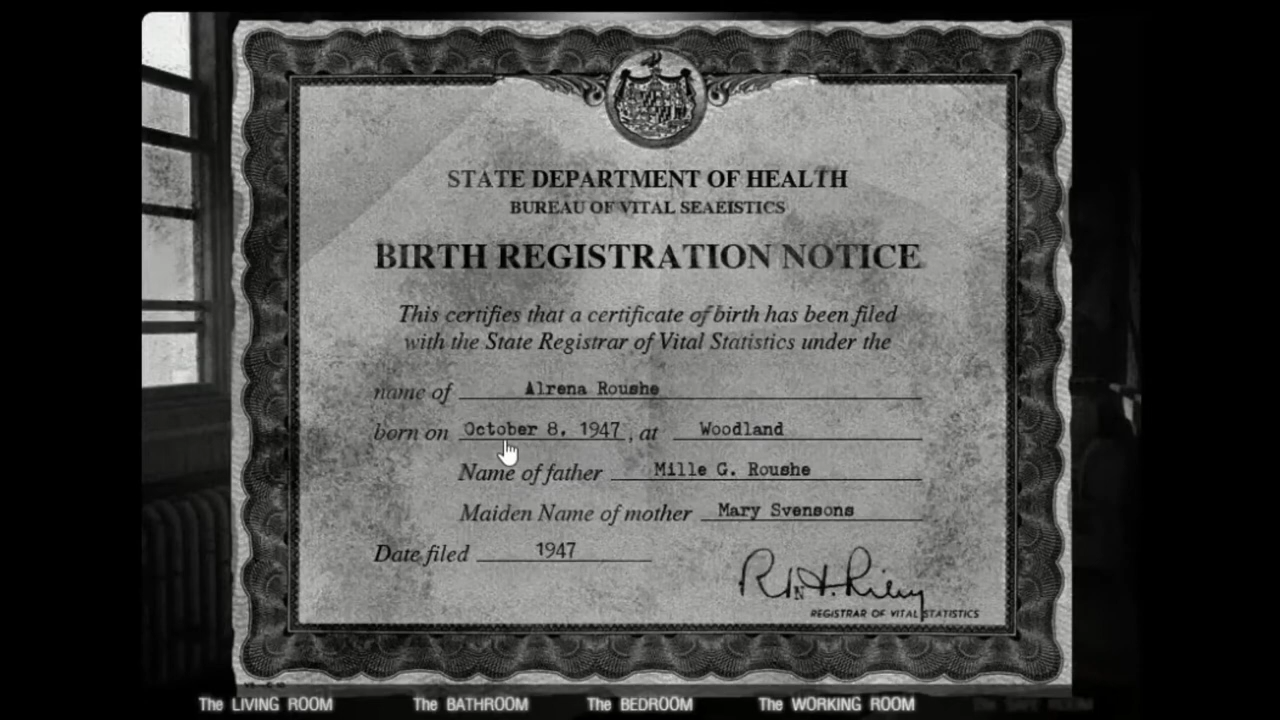 STATE DEPARTMENT OF HEALTH
BUREAU OF VITAL SEAEISTICS
BIRTH REGISTRATION NOTICE
This certifies that a certificate of birth has been filed
with the State Registrar of Vital Statistics under the
name of Alrena Roushe
born on October 8, 1947, at Woodland
Name of father Mille G. Roushe
Maiden Name of mother Mary Svensons
Date filed 1947
REGISTRAR OF VITAL STATISTICS
The LIVING ROOM The BATHROOM The BEDROOM The WORKING ROOM The SAFE ROOM